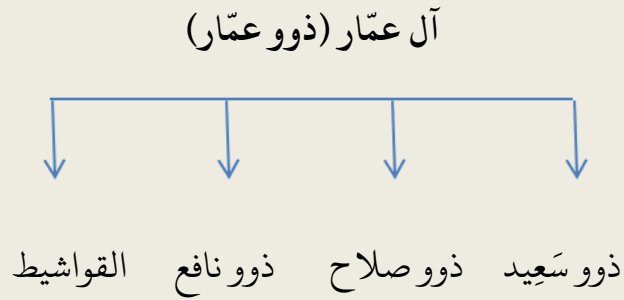 آل عمّار (ذوو عمّار)
ذوو سَعِيد ذوو صلاح ذوو نافع القواشيط